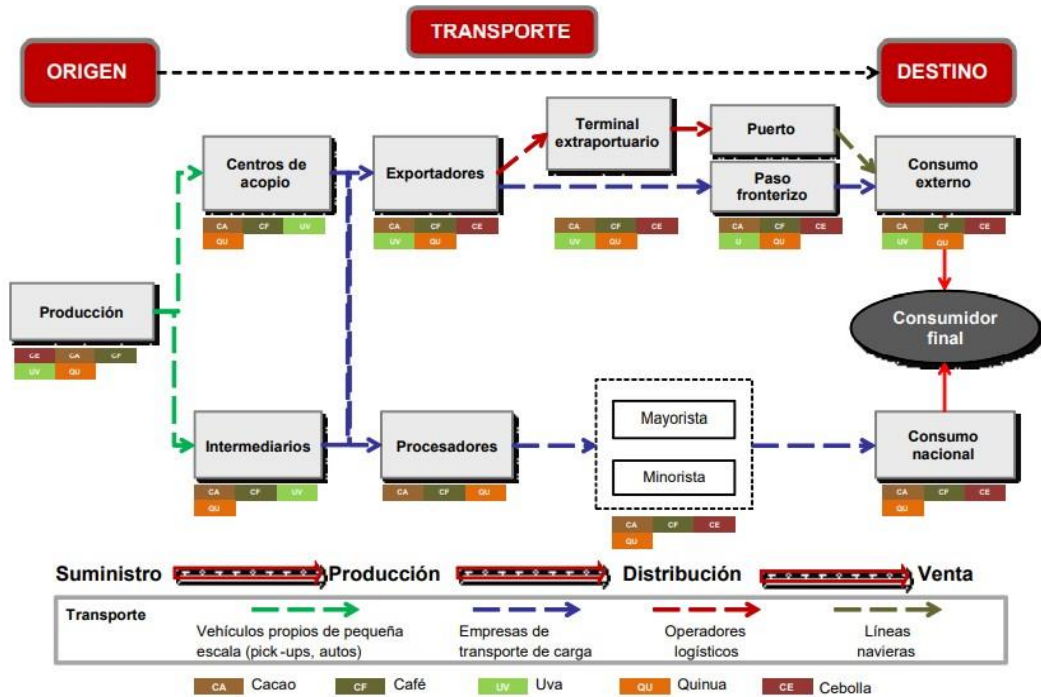 TRANSPORTE
ORIGEN
DESTINO
Centros de
acopio
CA CF UV
QU
Exportadores
CA CF CE
UV QU
Terminal
extraportuario
CA CF CE
UV QU
Puerto
Paso
fronterizo
CA CF CE
U QU
Consumo
externo
CA CF CE
UV QU
Producción
CE CA CF
UV QU
Consumidor
final
Intermediarios
CA CF UV
QU
Procesadores
CA CF QU
Mayorista
Minorista
CA CF CE
QU
Consumo
nacional
CA CF CE
QU
Suministro Producción Distribución Venta
Transporte
Vehículos propios de pequeña
escala (pick-ups, autos)
Empresas de
transporte de carga
Operadores
logísticos
Líneas
navieras
CA Cacao CF Café UV Uva QU Quinua CE Cebolla